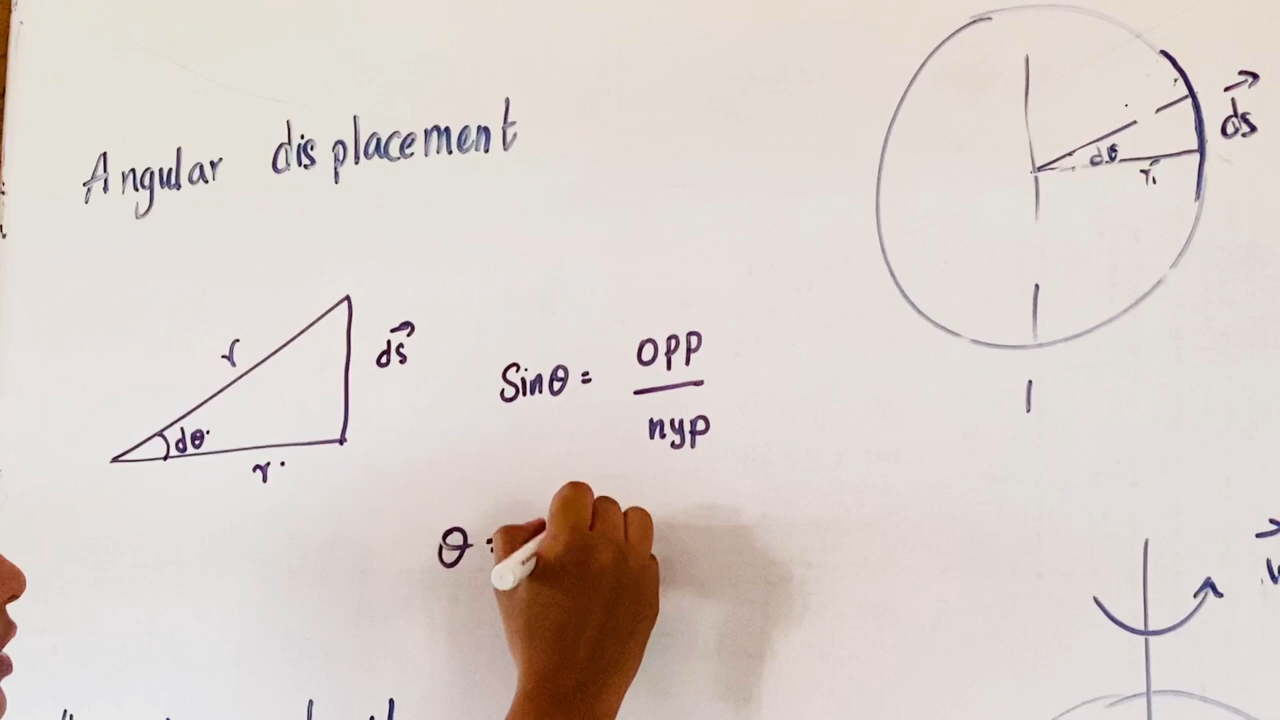 Angular displacement
ds
dθ
r
r
ds
dθ
r
Sinθ = opp
hyp
θ =